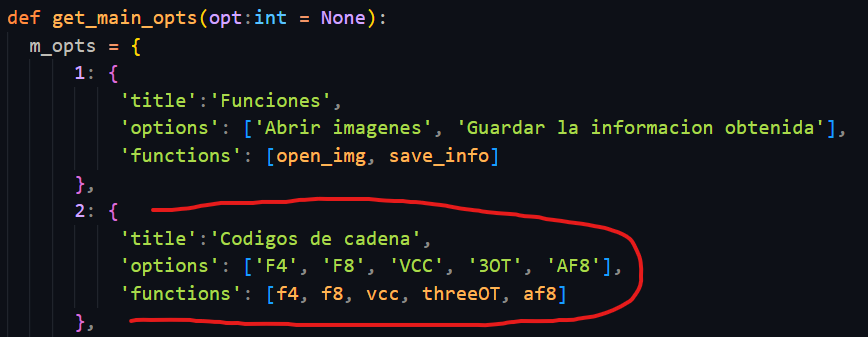 def get_main_opts(opt:int = None):
m_opts = {
1: {
'title':'Funciones',
'options': ['Abrir imagenes', 'Guardar la informacion obtenida'],
'functions': [open_img, save_info]
},
2: {
'title':'Codigos de cadena',
'options': ['F4', 'F8', 'VCC', '3OT', 'AF8'],
'functions': [f4, f8, vcc, threeOT, af8]
},